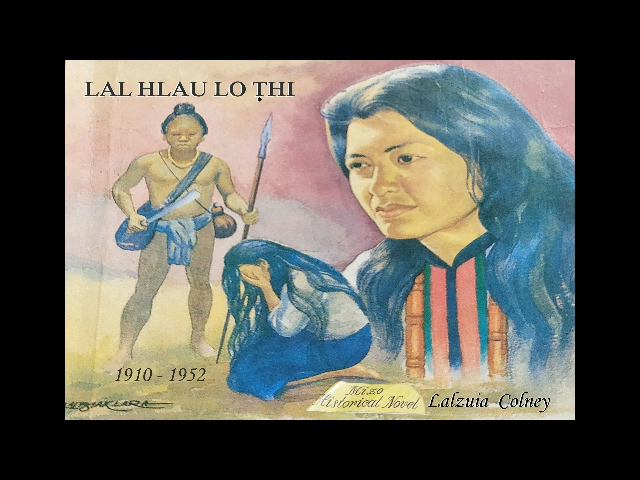 LAL HLAU LO ṬHI
1910 - 1952
Mizo
Historical Novel
Lalzuia Colney